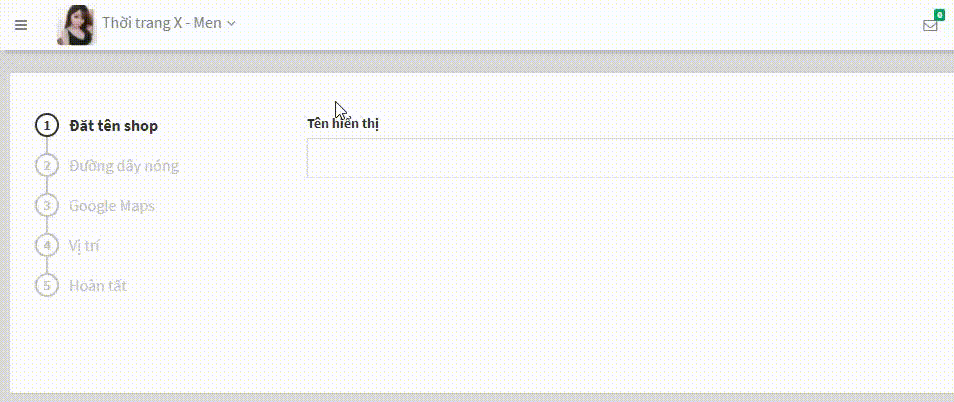 Thời trang X - Men
0
1 Đăt tên shop
2 Đường dây nóng
3 Google Maps
4 Vị trí
5 Hoàn tất
Tên hiển thị